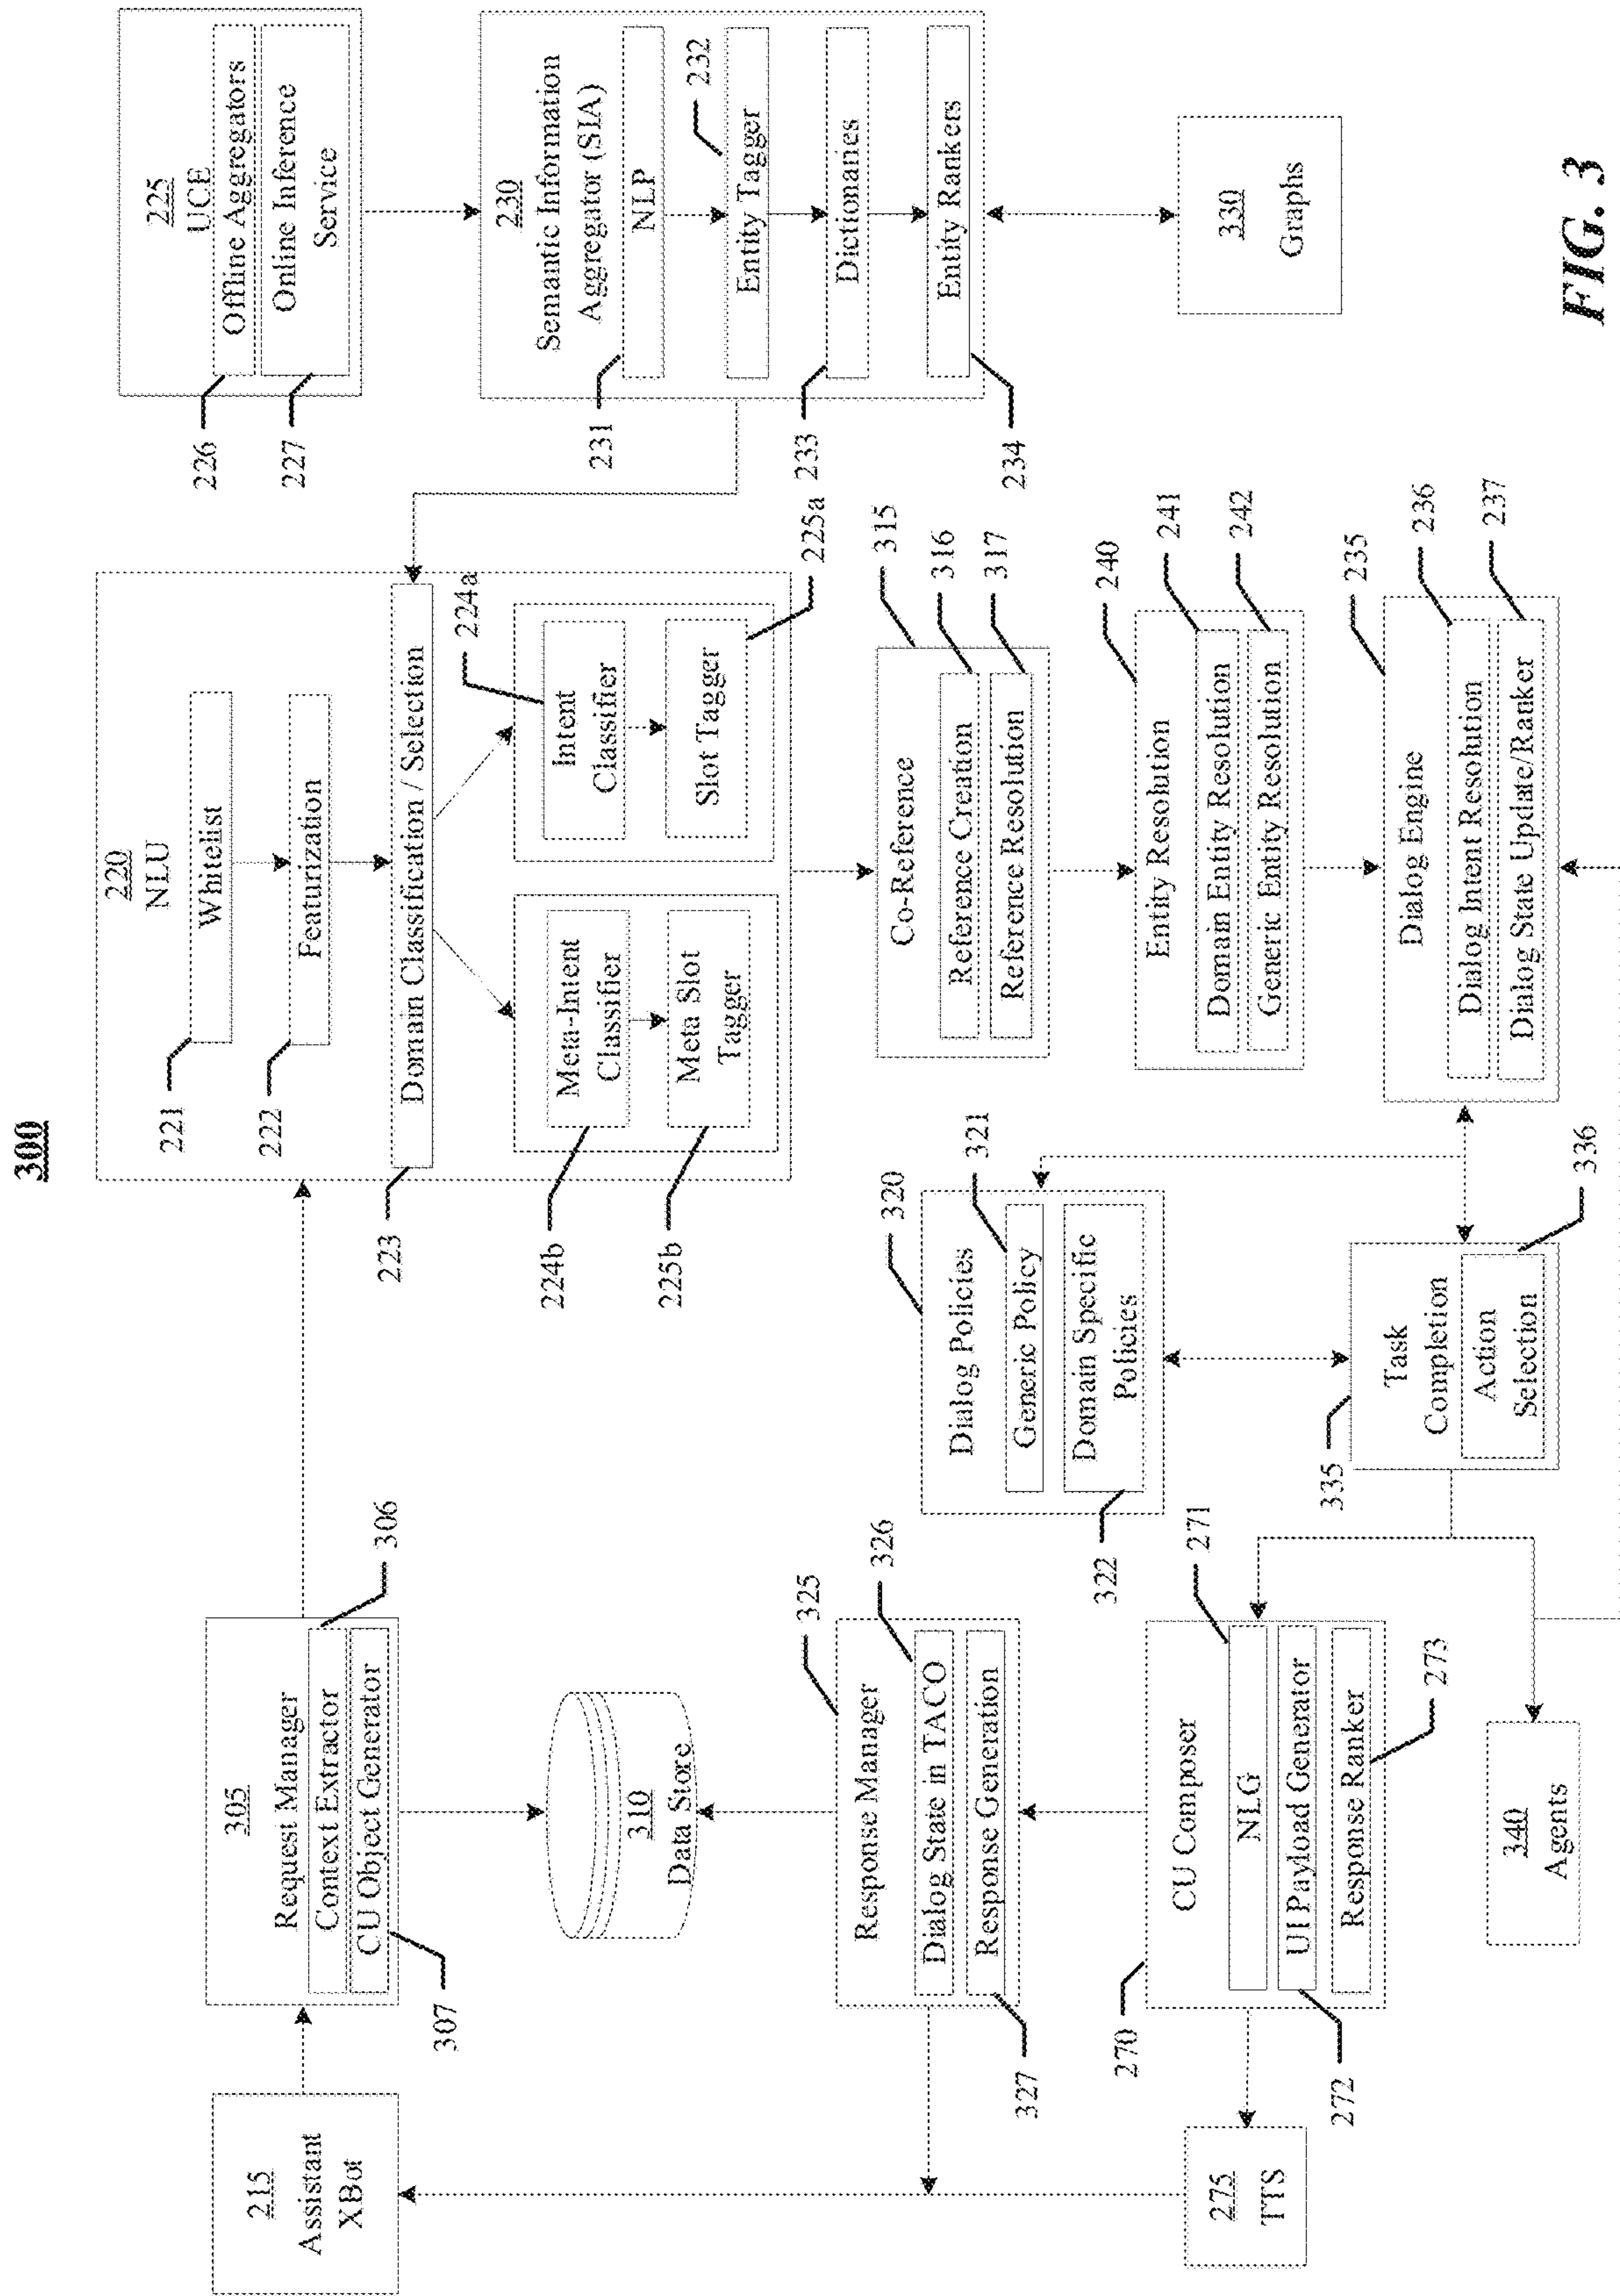 300
215
Assistant
XBot
305
Request Manager
Context Extractor
CU Object Generator
306
307
310
Data Store
220
NLU
Whitelist
221
Featurization
222
Domain Classification / Selection
223
Meta-Intent
Classifier
224b
Meta Slot
Tagger
225b
Intent
Classifier
224a
Slot Tagger
225a
225
UCE
Offline Aggregators
Online Inference
Service
226
227
230
Semantic Information
Aggregator (SIA)
NLP
231
Entity Tagger
232
Dictionaries
233
Entity Rankers
234
330
Graphs
Co-Reference
Reference Creation
Reference Resolution
315
316
317
Entity Resolution
Domain Entity Resolution
Generic Entity Resolution
240
241
242
Dialog Engine
Dialog Intent Resolution
Dialog State Update/Ranker
235
236
237
Dialog Policies
Generic Policy
Domain Specific
Policies
320
321
322
Task
Completion
Action
Selection
335
336
Response Manager
Dialog State in TACO
Response Generation
325
326
327
CU Composer
NLG
UI Payload Generator
Response Ranker
270
271
272
273
275
TTS
340
Agents
FIG. 3